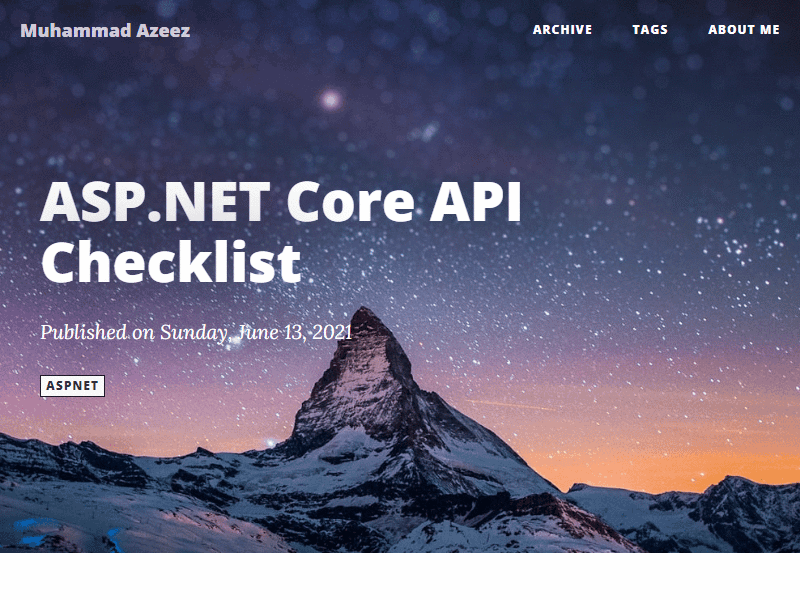 Muhammad Azeez
ARCHIVE TAGS ABOUT ME
ASP.NET Core API
Checklist
Published on Sunday, June 13, 2021
ASPNET